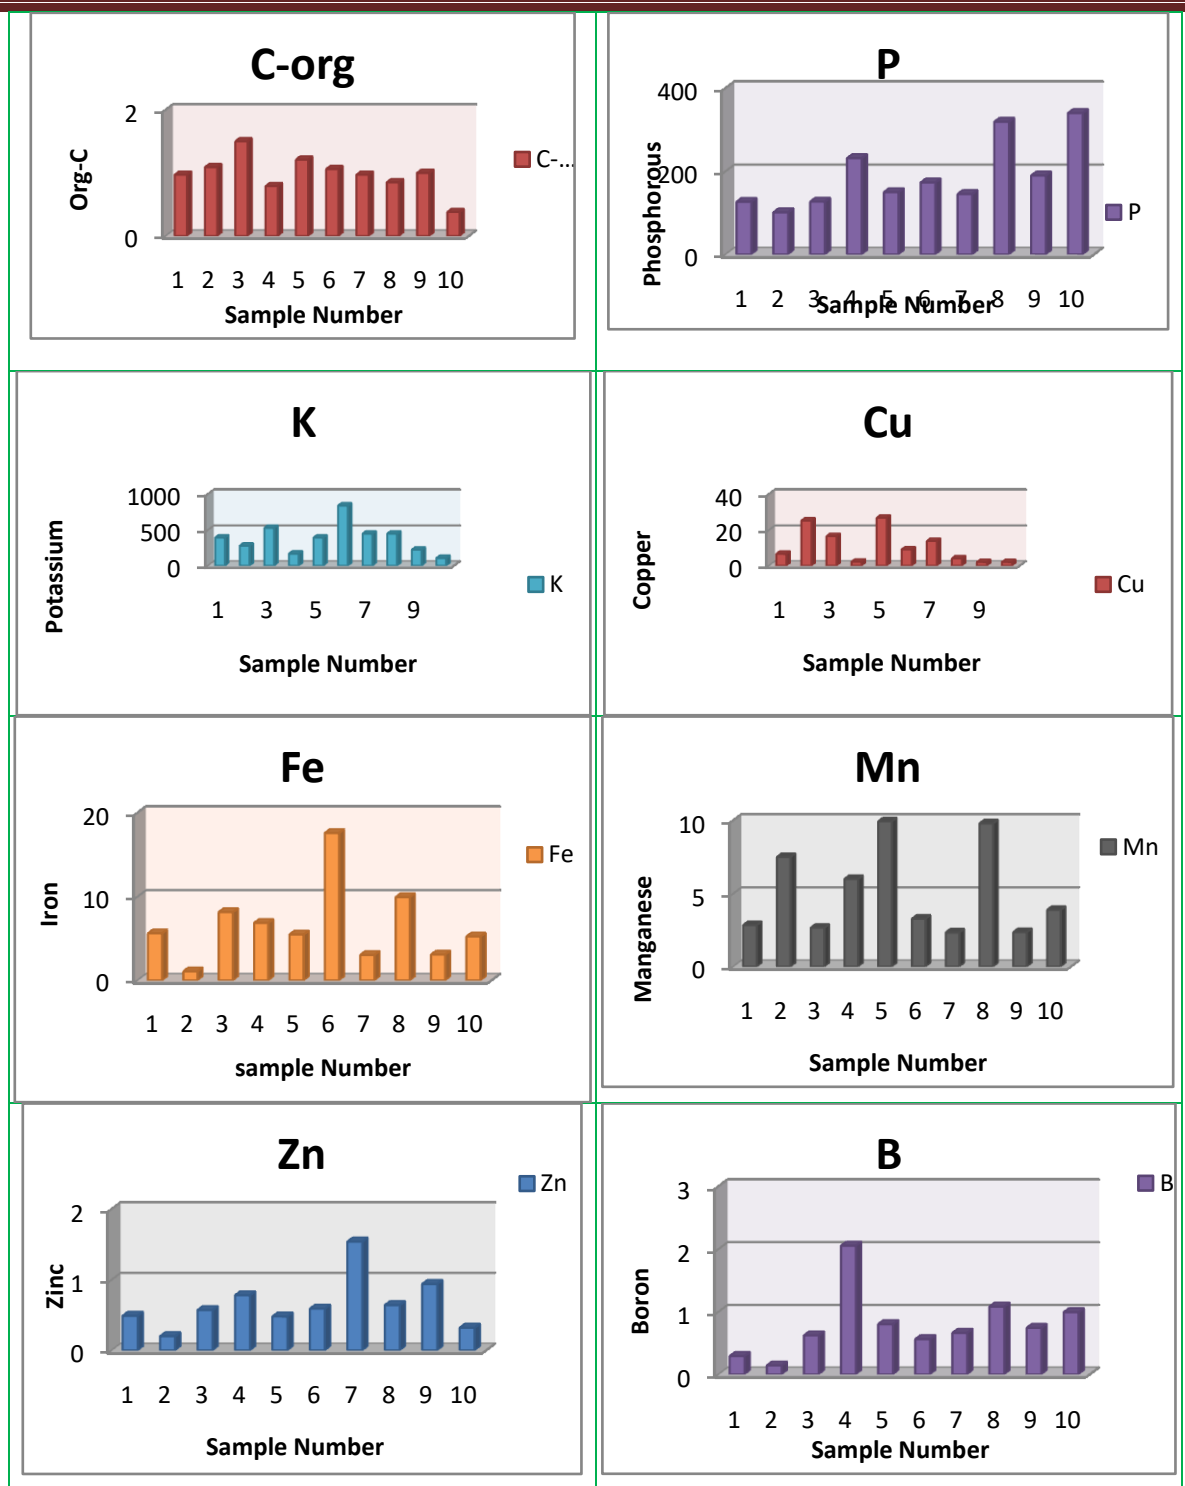 C-org
2
0
Org-C
1 2 3 4 5 6 7 8 9 10
Sample Number
C-...
P
400
200
0
Phosphorous
1 2 3 4 5 6 7 8 9 10
Sample Number
P
K
1000
500
0
Potassium
1 3 5 7 9
Sample Number
K
Cu
40
20
0
Copper
1 3 5 7 9
Sample Number
Cu
Fe
20
10
0
Iron
1 2 3 4 5 6 7 8 9 10
sample Number
Fe
Mn
10
5
0
Manganese
1 2 3 4 5 6 7 8 9 10
Sample Number
Mn
Zn
2
1
0
Zinc
1 2 3 4 5 6 7 8 9 10
Sample Number
Zn
B
3
2
1
0
Boron
1 2 3 4 5 6 7 8 9 10
Sample Number
B